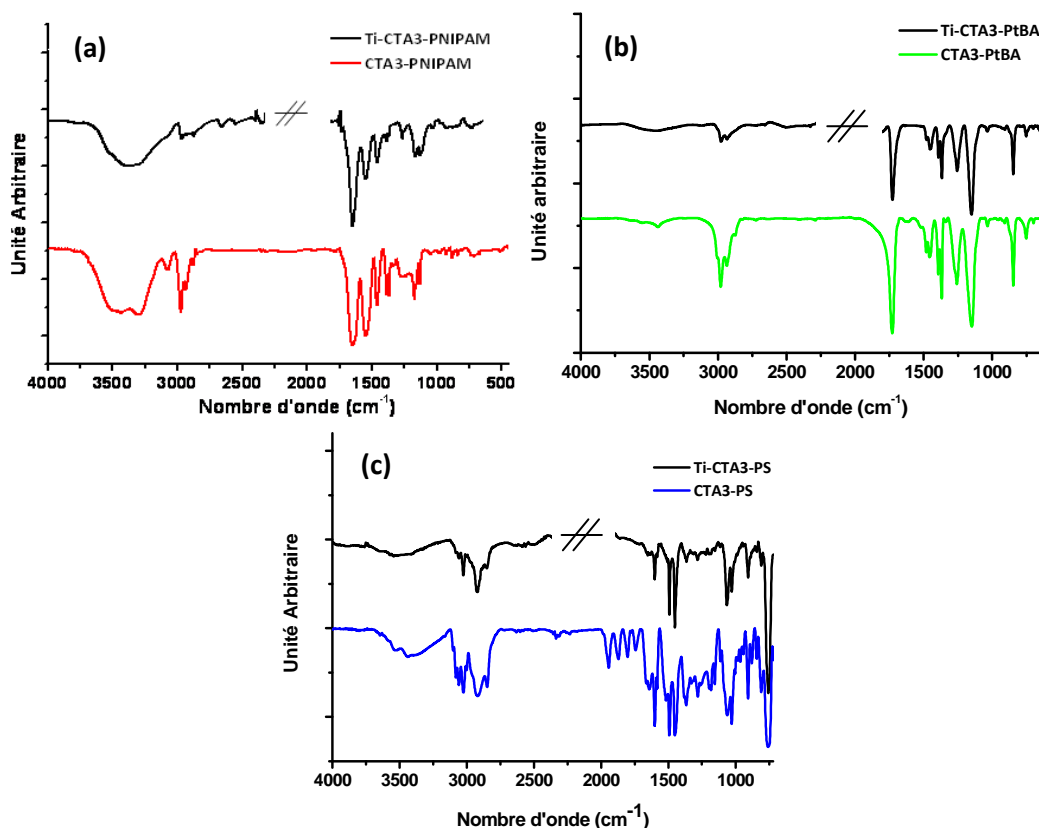 (a)
Ti-CTA3-PNIPAM
CTA3-PNIPAM
Unité Arbitraire
4000 3500 3000 2500 2000 1500 1000 500
Nombre d'onde (cm-1)
(b)
Ti-CTA3-PtBA
CTA3-PtBA
Unité arbitraire
4000 3500 3000 2500 2000 1500 1000
Nombre d'onde (cm-1)
(c)
Ti-CTA3-PS
CTA3-PS
Unité Arbitraire
4000 3500 3000 2500 2000 1500 1000
Nombre d'onde (cm-1)